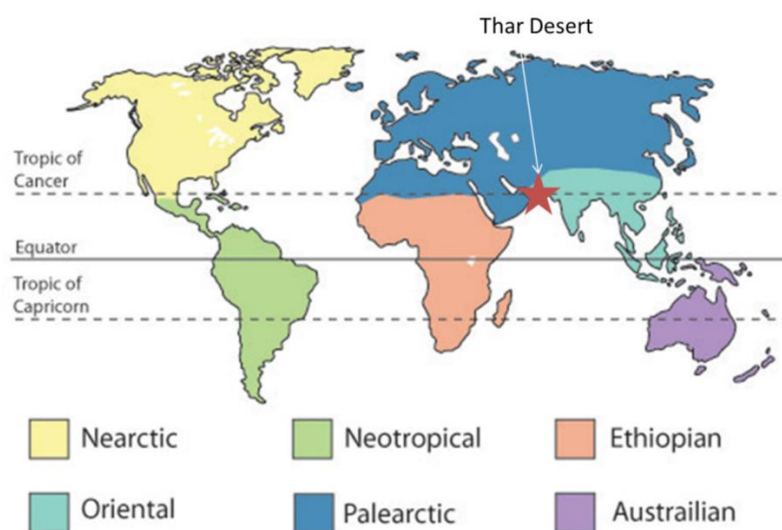 Thar Desert
Tropic of
Cancer
Equator
Tropic of
Capricorn
Nearctic
Neotropical
Ethiopian
Oriental
Palearctic
Austrailian